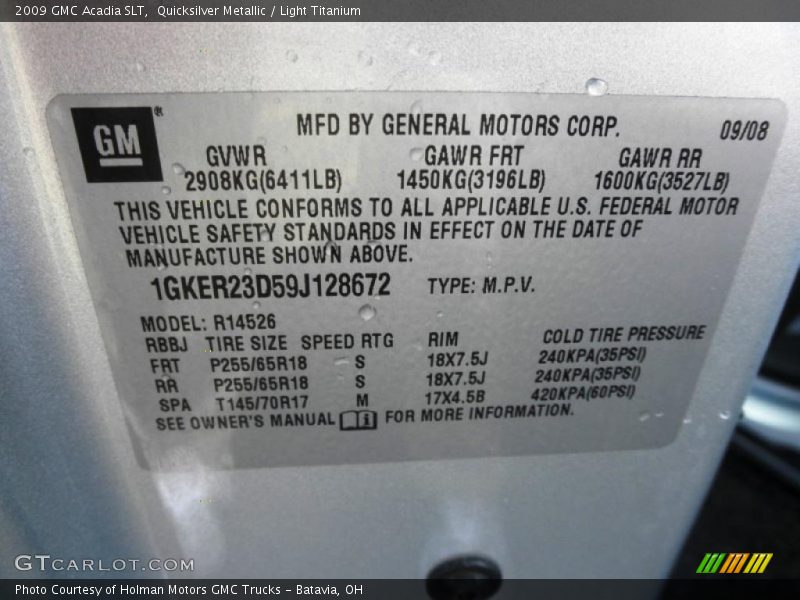 2009 GMC Acadia SLT,  Quicksilver Metallic / Light Titanium
GM®
MFD BY GENERAL MOTORS CORP. 09/08
GVWR GAWR FRT GAWR RR
2908KG(6411LB) 1450KG(3196LB) 1600KG(3527LB)
THIS VEHICLE CONFORMS TO ALL APPLICABLE U.S. FEDERAL MOTOR
VEHICLE SAFETY STANDARDS IN EFFECT ON THE DATE OF
MANUFACTURE SHOWN ABOVE.
1GKER23D59J128672 TYPE: M.P.V.
MODEL: R14526
RBBJ TIRE SIZE SPEED RTG RIM COLD TIRE PRESSURE
FRT P255/65R18 S 18X7.5J 240KPA(35PSI)
RR P255/65R18 S 18X7.5J 240KPA(35PSI)
SPA T145/70R17 M 17X4.5B 420KPA(60PSI)
SEE OWNER'S MANUAL i FOR MORE INFORMATION.
GTCARLOT.COM
Photo Courtesy of Holman Motors GMC Trucks - Batavia, OH